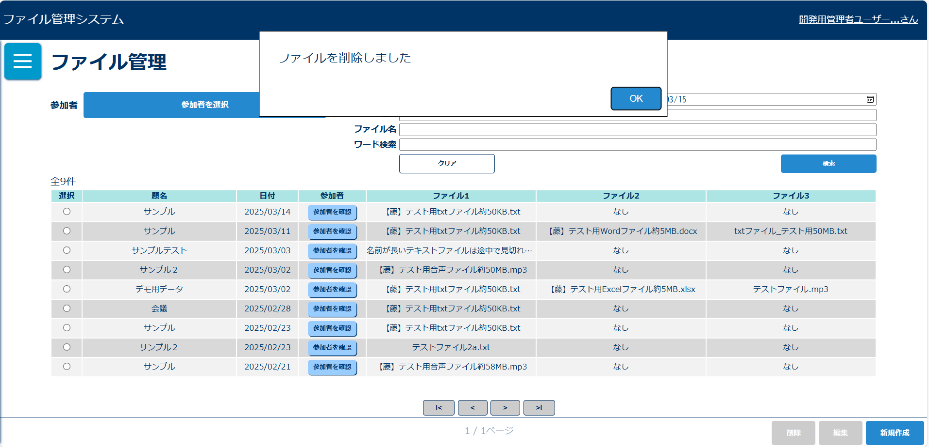 ファイル管理システム
開発用管理者ユーザー...さん
ファイル管理
ファイルを削除しました
OK
参加者
参加者を選択
03/15
ファイル名
ワード検索
クリア
検索
全9件
選択 題名 日付 参加者 ファイル1 ファイル2 ファイル3
サンプル 2025/03/14 参加者を確認 【藤】テスト用txtファイル約50KB.txt なし なし
サンプル 2025/03/11 参加者を確認 【藤】テスト用txtファイル約50KB.txt 【藤】テスト用Wordファイル約5MB.docx txtファイル_テスト用50MB.txt
サンプルテスト 2025/03/03 参加者を確認 名前が長いテキストファイルは途中で見切れ… なし なし
サンプル２ 2025/03/02 参加者を確認 【藤】テスト用音声ファイル約50MB.mp3 なし なし
デモ用データ 2025/03/02 参加者を確認 【藤】テスト用txtファイル約50KB.txt 【藤】テスト用Excelファイル約5MB.xlsx テストファイル.mp3
会議 2025/02/28 参加者を確認 【藤】テスト用txtファイル約50KB.txt なし なし
サンプル 2025/02/23 参加者を確認 【藤】テスト用txtファイル約50KB.txt なし なし
サンプル２ 2025/02/23 参加者を確認 テストファイル2a.txt なし なし
サンプル 2025/02/21 参加者を確認 【藤】テスト用音声ファイル約58MB.mp3 なし なし
|< < > >|
1 / 1ページ
削除 編集 新規作成